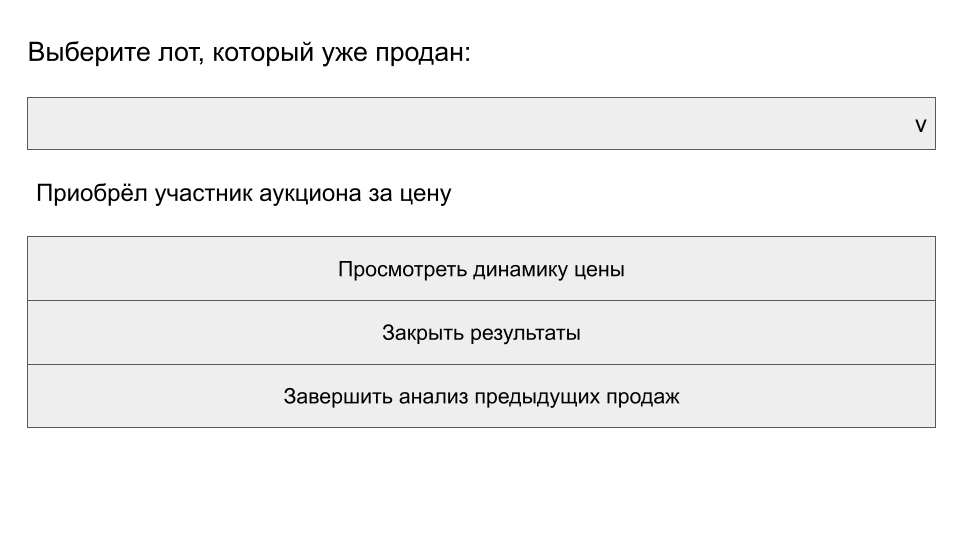 Выберите лот, который уже продан:
v
Приобрёл участник аукциона за цену
Просмотреть динамику цены
Закрыть результаты
Завершить анализ предыдущих продаж